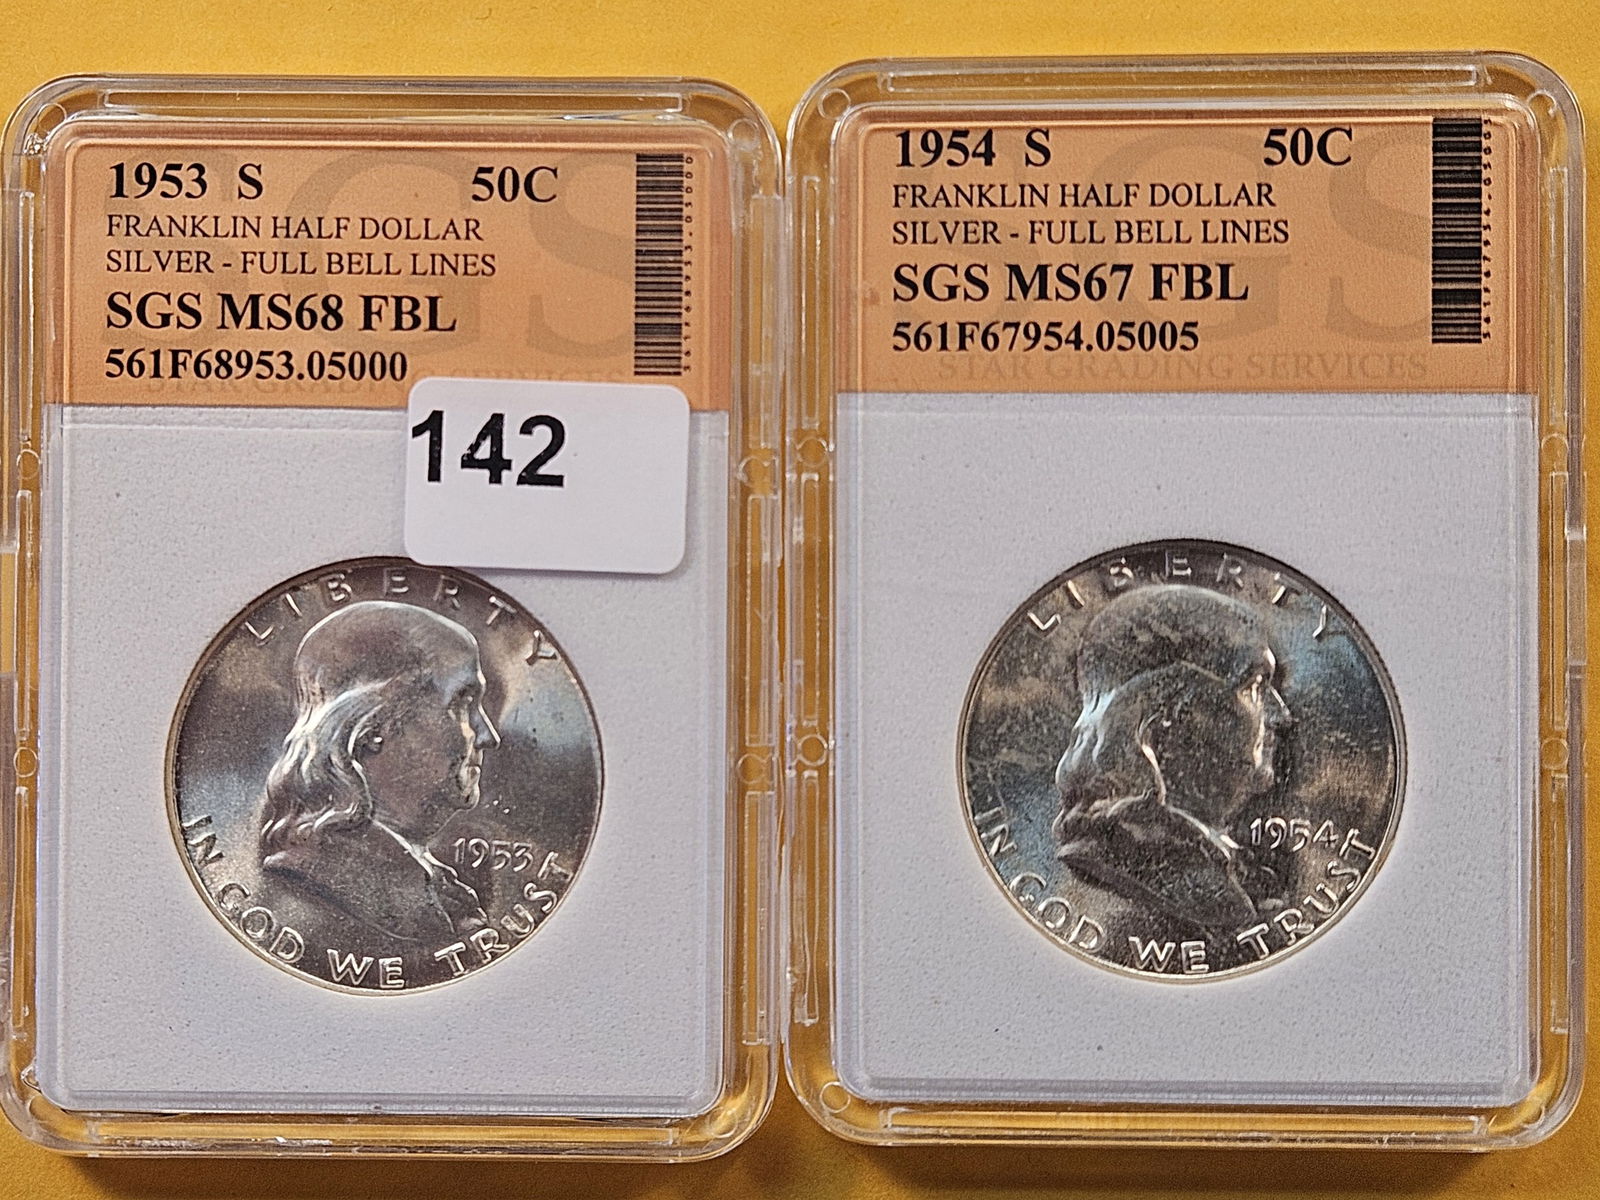 1953 S 50C
FRANKLIN HALF DOLLAR
SILVER - FULL BELL LINES
SGS MS68 FBL
561F68953.05000
142
LIBERTY
1953
IN GOD WE TRUST
1954 S 50C
FRANKLIN HALF DOLLAR
SILVER - FULL BELL LINES
SGS MS67 FBL
561F67954.05005
STAR GRADING SERVICES
LIBERTY
1954
IN GOD WE TRUST